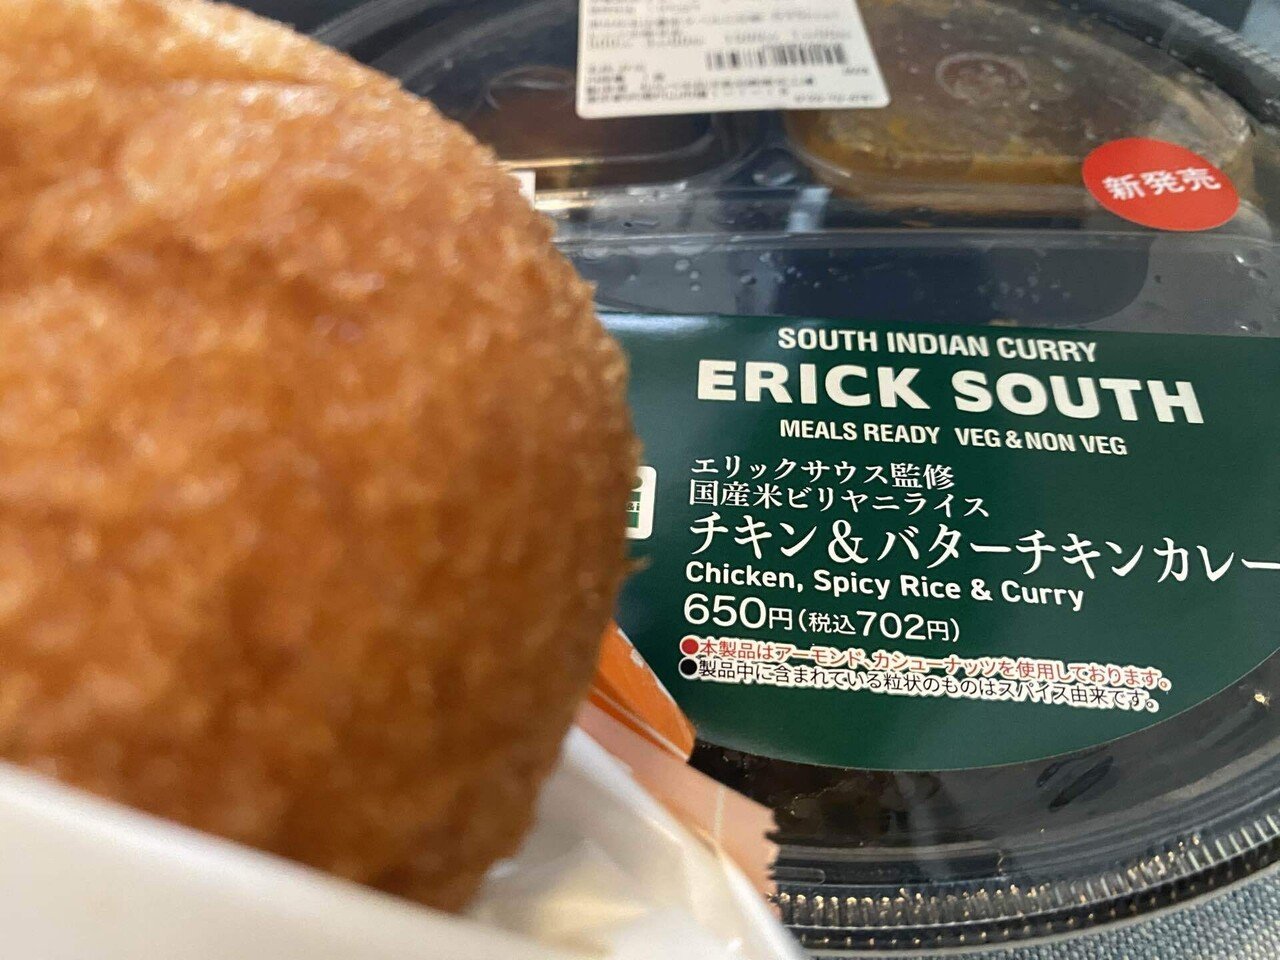 新発売
SOUTH INDIAN CURRY
ERICK SOUTH
MEALS READY VEG & NON VEG
エリックサウス監修
国産米ビリヤニライス
チキン&バターチキンカレー
Chicken, Spicy Rice & Curry
650円(税込702円)
●本製品はアーモンド、カシューナッツを使用しております。
●製品中に含まれている粒状のものはスパイス由来です。